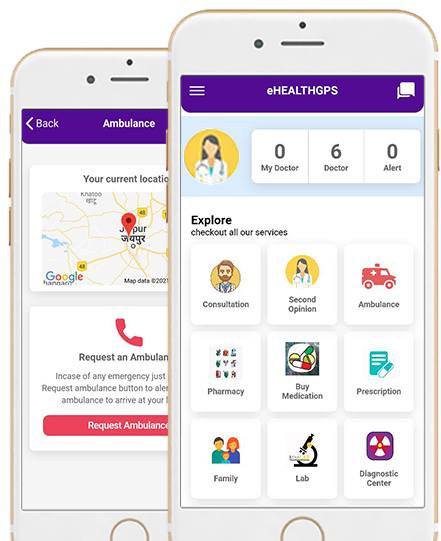 Back
Ambulance
Your current locatio
Khatoo
खाटू
48
48
जयपुर
52
Google
Map data ©2021
Request an Ambulan
Incase of any emergency just
Request ambulance button to aler
ambulance to arrive at your l
Request Ambulance
eHEALTHGPS
0
My Doctor
6
Doctor
0
Alert
Explore
checkout all our services
Consultation
Second
Opinion
Ambulance
Pharmacy
Buy
Medication
Prescription
Family
Lab
Diagnostic
Center